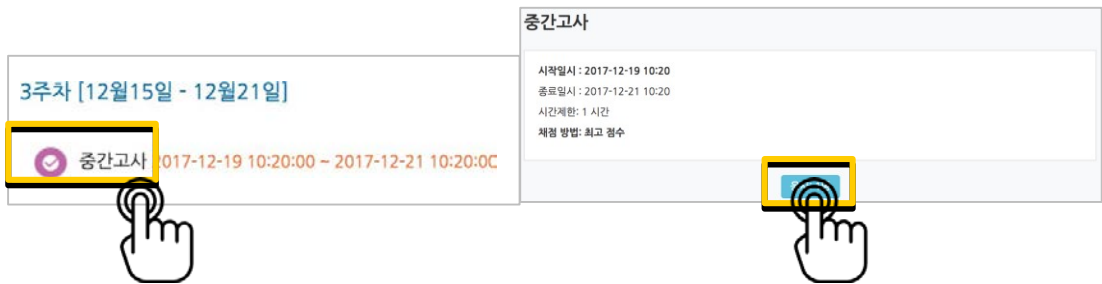 3주차 [12월15일 - 12월21일]
중간고사 2017-12-19 10:20:00 ~ 2017-12-21 10:20:00
중간고사
시작일시 : 2017-12-19 10:20
종료일시 : 2017-12-21 10:20
시간제한: 1 시간
채점 방법: 최고 점수